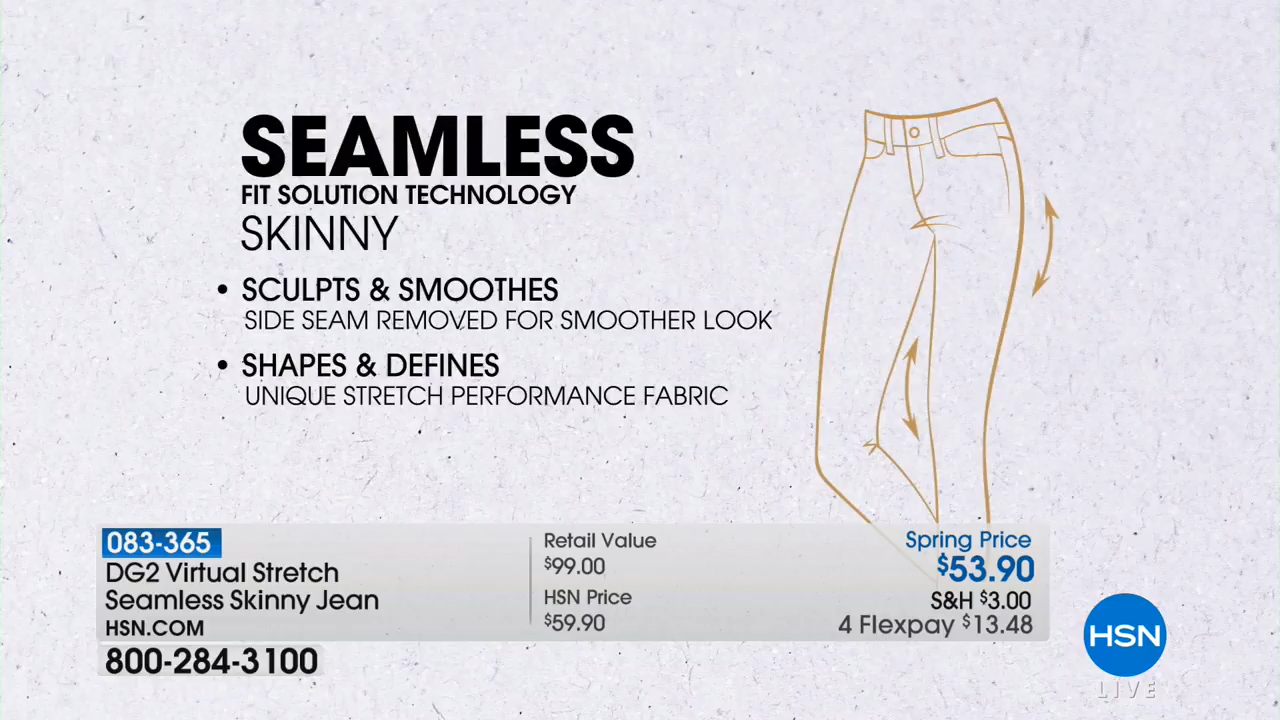 SEAMLESS
FIT SOLUTION TECHNOLOGY
SKINNY
• SCULPTS & SMOOTHES
SIDE SEAM REMOVED FOR SMOOTHER LOOK
• SHAPES & DEFINES
UNIQUE STRETCH PERFORMANCE FABRIC
083-365
DG2 Virtual Stretch
Seamless Skinny Jean
HSN.COM
800-284-3100
Retail Value
$99.00
HSN Price
$59.90
Spring Price
$53.90
S&H $3.00
4 Flexpay $13.48
HSN
LIVE